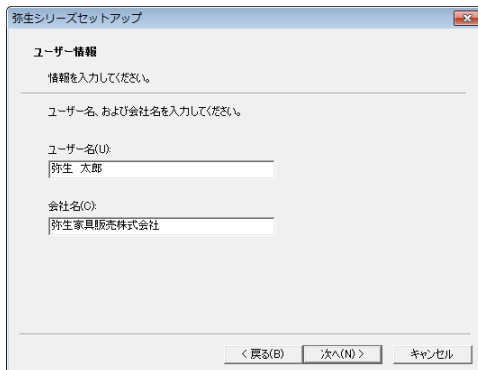 弥生シリーズセットアップ
ユーザー情報
情報を入力してください。
ユーザー名、および会社名を入力してください。
ユーザー名(U):
弥生 太郎
会社名(C):
弥生家具販売株式会社
< 戻る(B) 次へ(N) > キャンセル